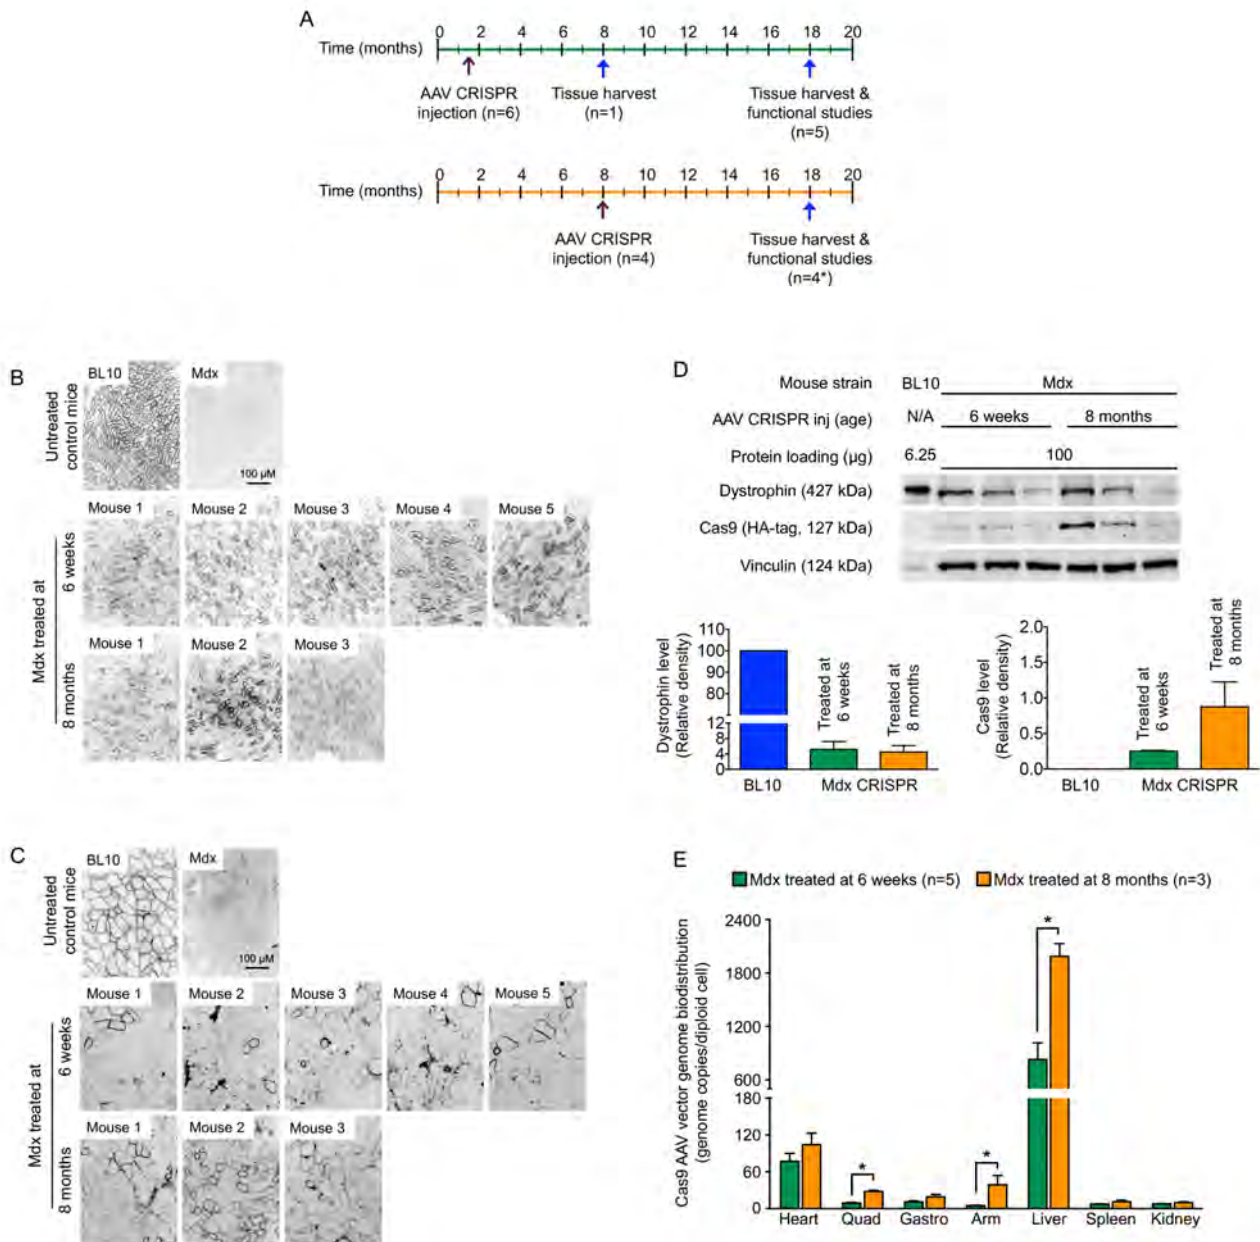 A
Time (months)
0 2 4 6 8 10 12 14 16 18 20
AAV CRISPR
injection (n=6)
Tissue harvest
(n=1)
Tissue harvest &
functional studies
(n=5)
Time (months)
0 2 4 6 8 10 12 14 16 18 20
AAV CRISPR
injection (n=4)
Tissue harvest &
functional studies
(n=4*)
B
Untreated
control mice
BL10
Mdx
100 µM
Mdx treated at
6 weeks
Mouse 1
Mouse 2
Mouse 3
Mouse 4
Mouse 5
8 months
Mouse 1
Mouse 2
Mouse 3
C
Untreated
control mice
BL10
Mdx
100 µM
Mdx treated at
6 weeks
Mouse 1
Mouse 2
Mouse 3
Mouse 4
Mouse 5
8 months
Mouse 1
Mouse 2
Mouse 3
D
Mouse strain BL10 Mdx
AAV CRISPR inj (age) N/A 6 weeks 8 months
Protein loading (µg) 6.25 100
Dystrophin (427 kDa)
Cas9 (HA-tag, 127 kDa)
Vinculin (124 kDa)
Dystrophin level
(Relative density)
110
100
90
80
12
8
4
0
Treated at
6 weeks
Treated at
8 months
BL10 Mdx CRISPR
Cas9 level
(Relative density)
2.0
1.5
1.0
0.5
0.0
Treated at
6 weeks
Treated at
8 months
BL10 Mdx CRISPR
E
Mdx treated at 6 weeks (n=5) Mdx treated at 8 months (n=3)
Cas9 AAV vector genome biodistribution
(genome copies/diploid cell)
2400
1800
1200
600
180
120
60
0
*
*
*
Heart Quad Gastro Arm Liver Spleen Kidney